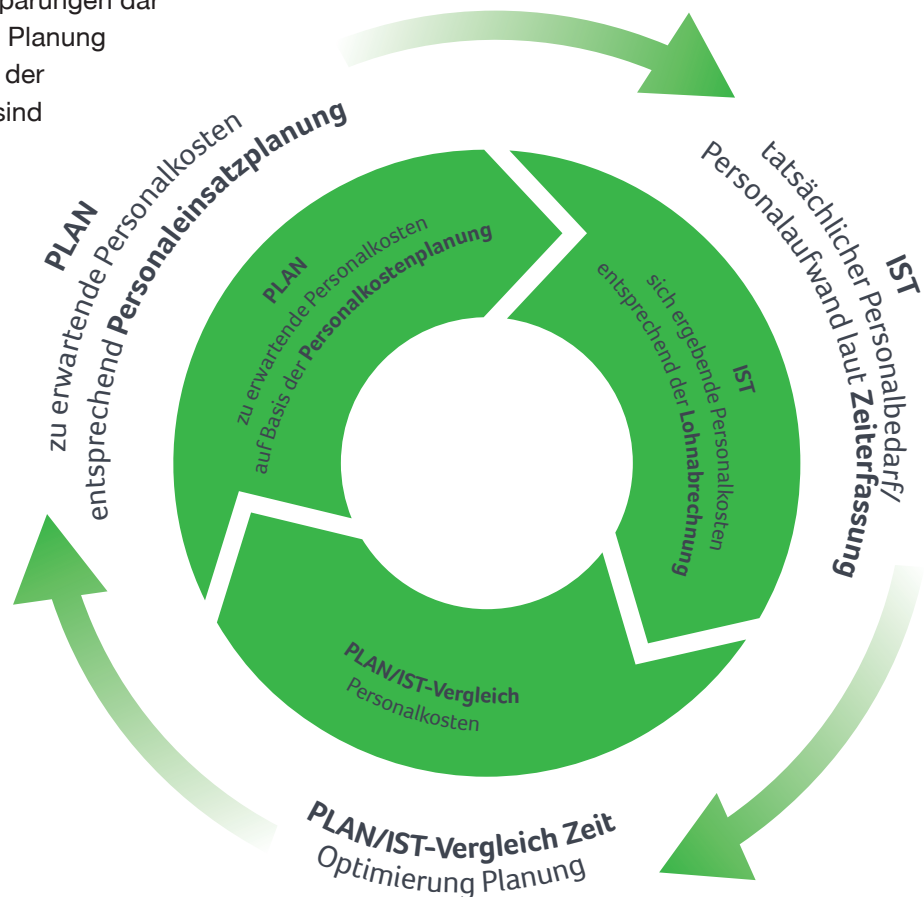 Planung
der
sind
PLAN
zu erwartende Personalkosten
entsprechend Personaleinsatzplanung
IST
tatsächlicher Personalbedarf/
Personalaufwand laut Zeiterfassung
PLAN
zu erwartende Personalkosten
auf Basis der Personalkostenplanung
IST
sich ergebende Personalkosten
entsprechend der Lohnabrechnung
PLAN/IST-Vergleich
Personalkosten
PLAN/IST-Vergleich Zeit
Optimierung Planung